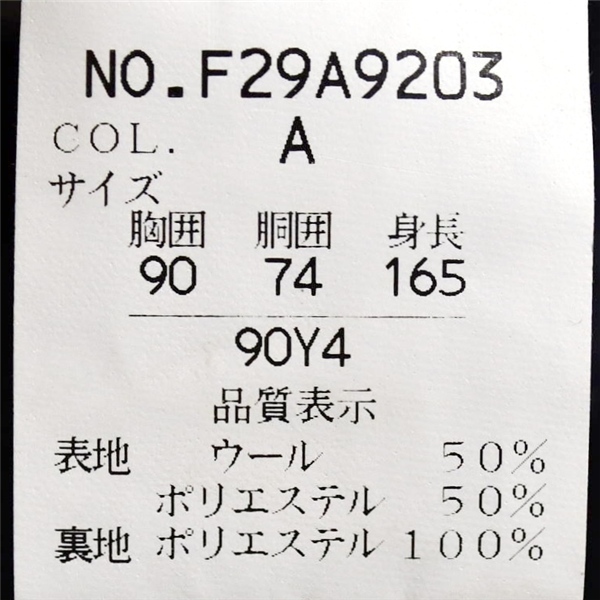 NO.F29A9203
COL. A
サイズ
胸囲 胴囲 身長
90 74 165
90Y4
品質表示
表地 ウール 50%
ポリエステル 50%
裏地 ポリエステル 100%